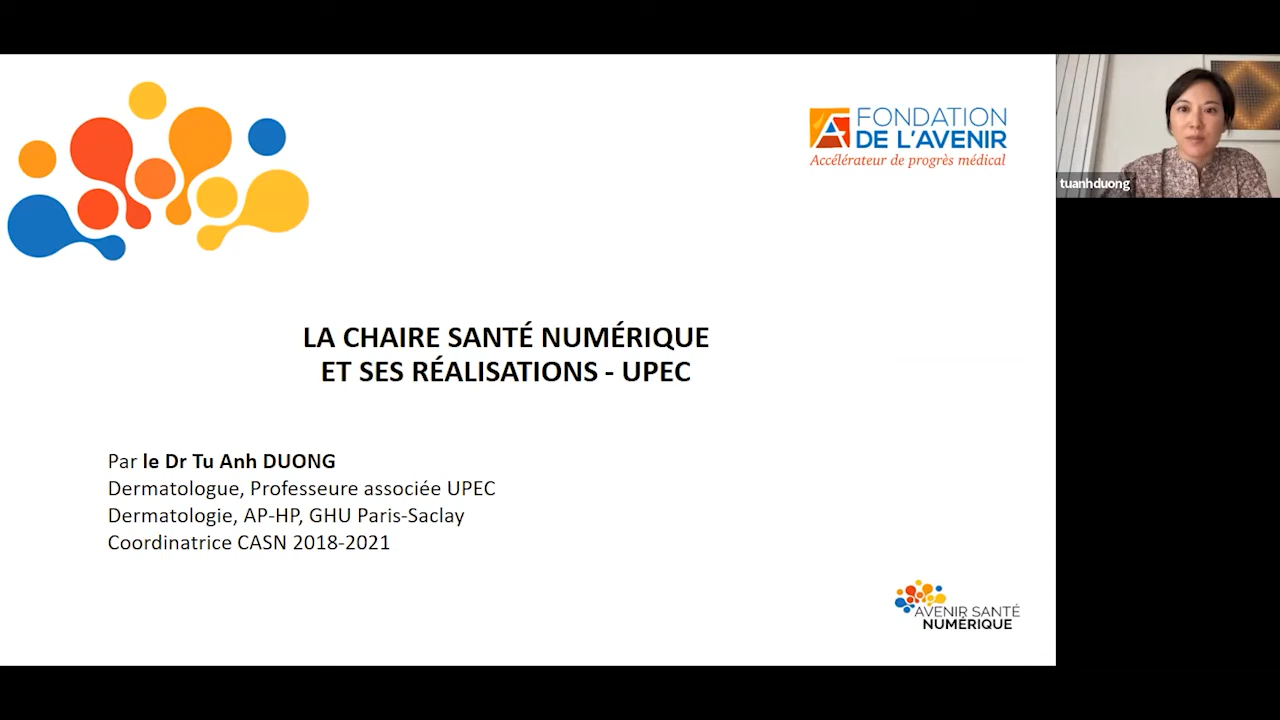 FONDATION
DE L'AVENIR
Accélérateur de progrès médical
tuanhduong
LA CHAIRE SANTÉ NUMÉRIQUE
ET SES RÉALISATIONS - UPEC
Par le Dr Tu Anh DUONG
Dermatologue, Professeure associée UPEC
Dermatologie, AP-HP, GHU Paris-Saclay
Coordinatrice CASN 2018-2021
AVENIR SANTÉ
NUMÉRIQUE